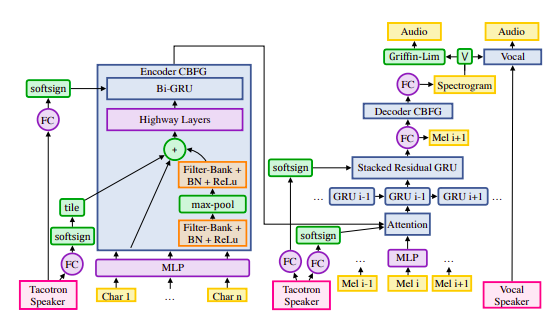 Audio
Audio
Griffin-Lim
V
Vocal
FC
Spectrogram
Decoder CBFG
FC
Mel i+1
softsign
Stacked Residual GRU
...
GRU i-1
GRU i-1
GRU i+1
...
softsign
Attention
FC
FC
MLP
...
...
Tacotron
Speaker
Mel i-1
Mel i
Mel i+1
Vocal
Speaker
Encoder CBFG
softsign
Bi-GRU
FC
Highway Layers
+
Filter-Bank +
BN + ReLu
tile
max-pool
softsign
Filter-Bank +
BN + ReLu
FC
MLP
Tacotron
Speaker
Char 1
...
Char n